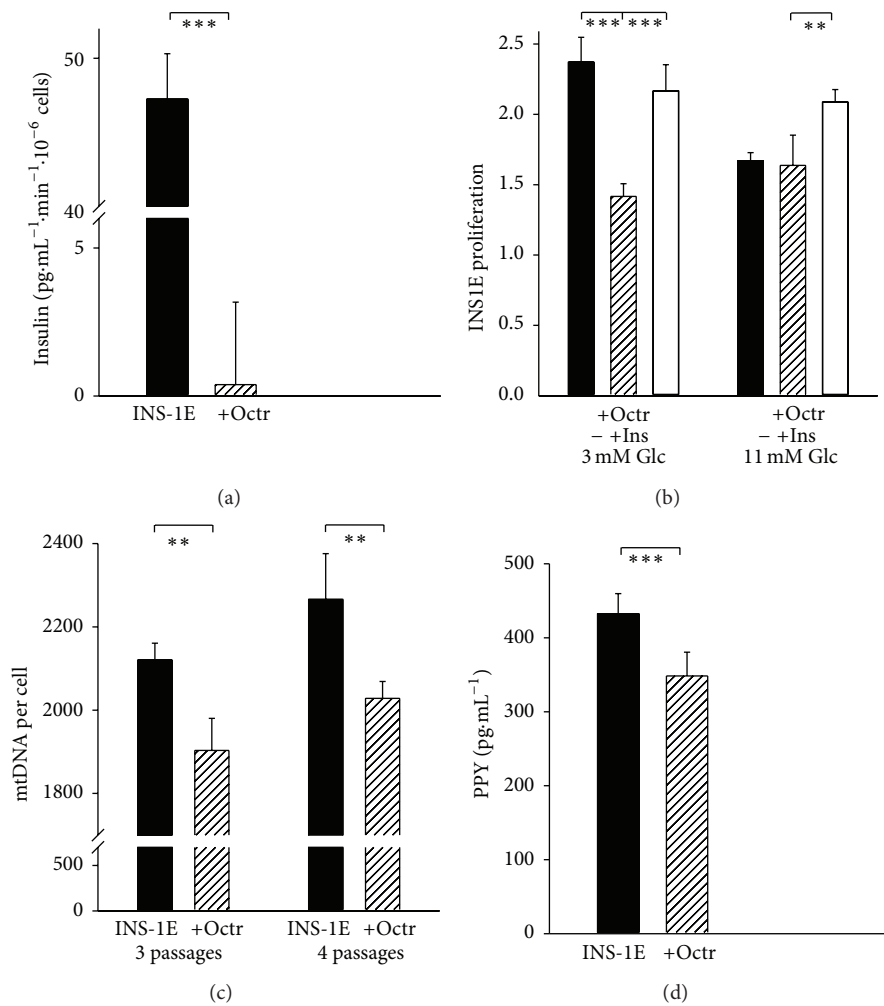 ***
50
40
5
0
Insulin (pg·mL⁻¹·min⁻¹·10⁻⁶ cells)
INS-1E +Octr
(a)
*** ***
**
2.5
2.0
1.5
1.0
0.5
0.0
INS1E proliferation
+Octr +Octr
− +Ins − +Ins
3 mM Glc 11 mM Glc
(b)
**
**
2400
2200
2000
1800
500
0
mtDNA per cell
INS-1E +Octr INS-1E +Octr
3 passages 4 passages
(c)
***
500
400
300
200
100
0
PPY (pg·mL⁻¹)
INS-1E +Octr
(d)